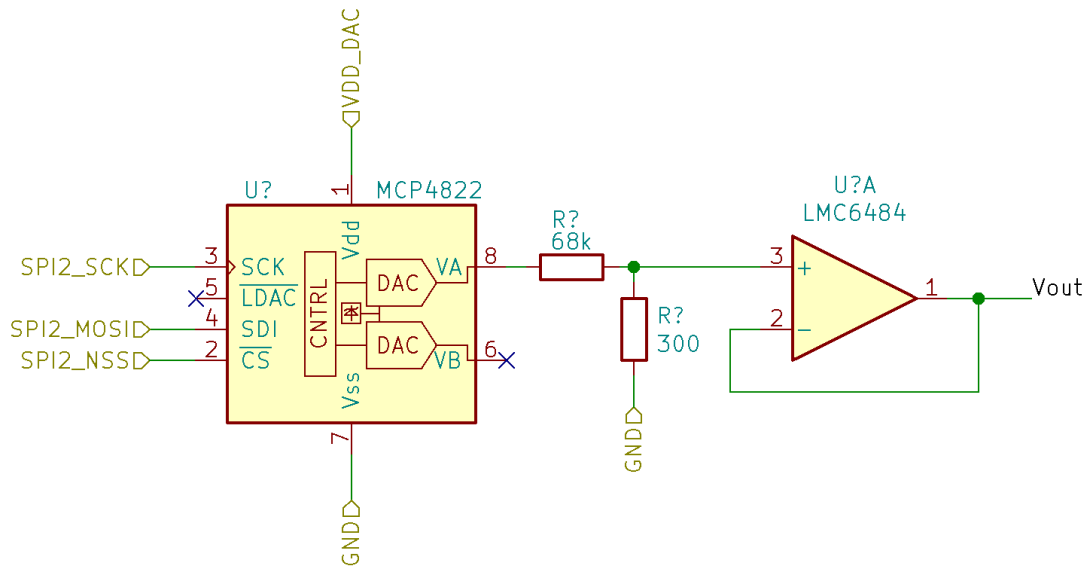 VDD_DAC
U?
1
MCP4822
U?A
LMC6484
R?
68k
Vdd
SPI2_SCK
3
SCK
VA
8
3
+
5
LDAC
DAC
1
Vout
SPI2_MOSI
4
SDI
CNTRL
R?
300
2
-
SPI2_NSS
2
CS
DAC
VB
6
Vss
7
GND
GND